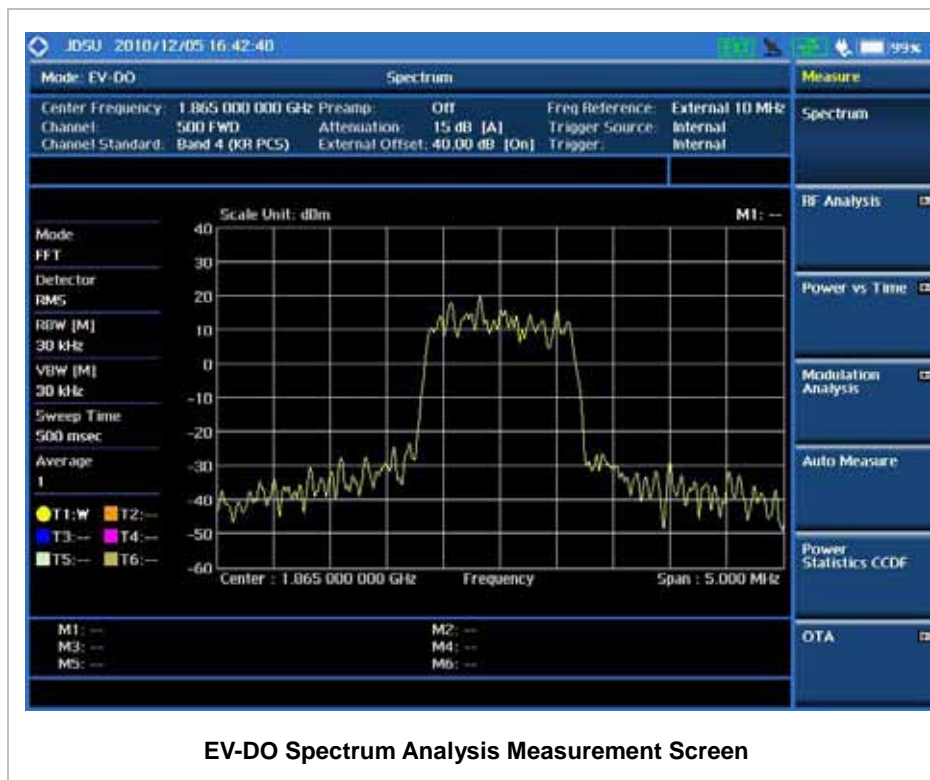 JDSU 2010/12/05 16:42:40
99%
Mode: EV-DO Spectrum
Center Frequency: 1.865 000 000 GHz Preamp: Off Freq Reference: External 10 MHz
Channel: 500 FWD Attenuation: 15 dB [A] Trigger Source: Internal
Channel Standard: Band 4 (KR PCS) External Offset: 40.00 dB [On] Trigger: Internal
Measure
Spectrum
RF Analysis
Power vs Time
Modulation
Analysis
Auto Measure
Power
Statistics CCDF
OTA
Mode
FFT
Detector
RMS
RBW [M]
30 kHz
VBW [M]
30 kHz
Sweep Time
500 msec
Average
1
T1:W T2:--
T3:-- T4:--
T5:-- T6:--
Scale Unit: dBm M1: --
40
30
20
10
0
-10
-20
-30
-40
-50
-60
Center : 1.865 000 000 GHz Frequency Span : 5.000 MHz
M1: -- M2: --
M3: -- M4: --
M5: -- M6: --
EV-DO Spectrum Analysis Measurement Screen